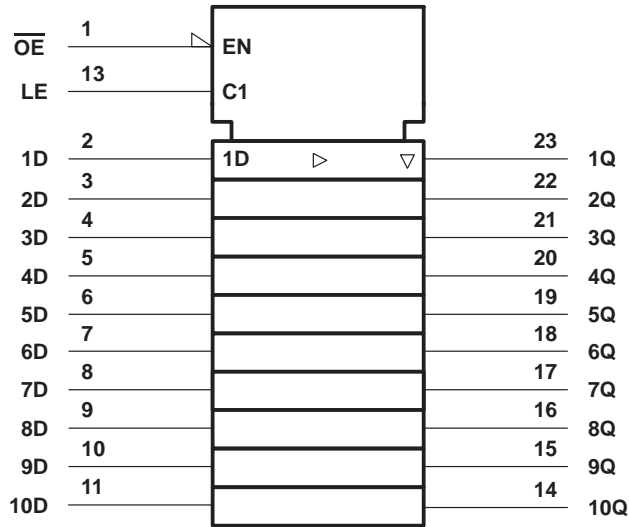 1
OE EN
13
LE C1
2 23
1D 1D 1Q
3 22
2D 2Q
4 21
3D 3Q
5 20
4D 4Q
6 19
5D 5Q
7 18
6D 6Q
8 17
7D 7Q
9 16
8D 8Q
10 15
9D 9Q
11 14
10D 10Q